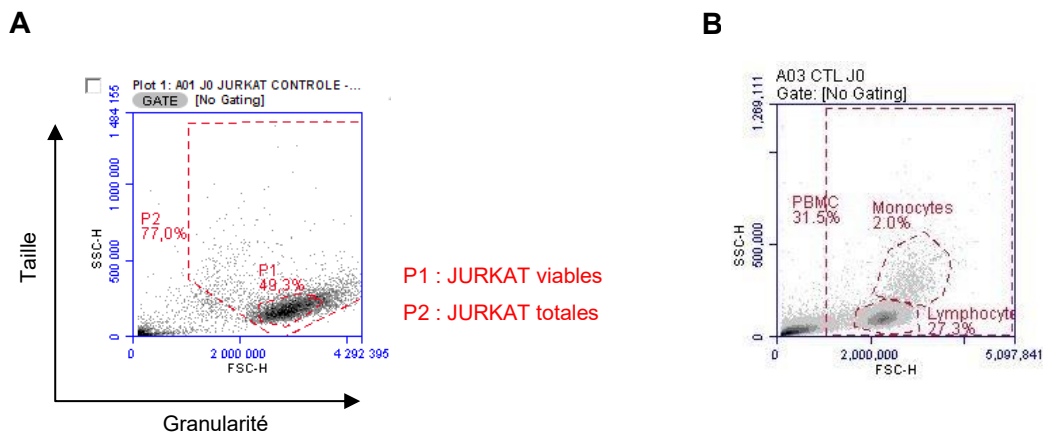 A
B
Plot 1: A01 J0 JURKAT CONTROLE -...
GATE [No Gating]
1 484 155
1 000 000
500 000
0
SSC-H
P2
77,0%
P1
49,3%
0
2 000 000
4 292 395
FSC-H
Taille
Granularité
P1 : JURKAT viables
P2 : JURKAT totales
A03 CTL J0
Gate: [No Gating]
1,269,111
500,000
0
SSC-H
PBMC
31.5%
Monocytes
2.0%
Lymphocyte
27.3%
0
2,000,000
5,097,841
FSC-H